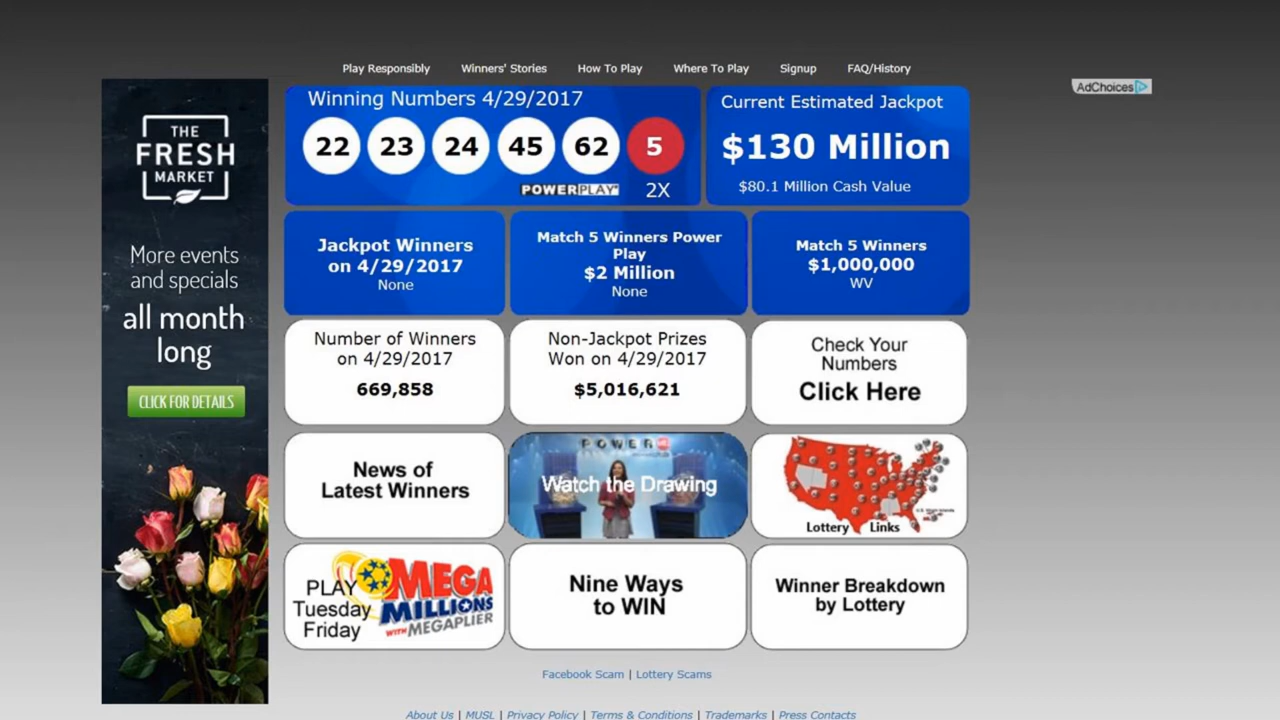 Play Responsibly Winners' Stories How To Play Where To Play Signup FAQ/History
AdChoices
THE
FRESH
MARKET
More events
and specials
all month
long
CLICK FOR DETAILS
Winning Numbers 4/29/2017
22 23 24 45 62 5
POWERPLAY 2X
Current Estimated Jackpot
$130 Million
$80.1 Million Cash Value
Jackpot Winners
on 4/29/2017
None
Match 5 Winners Power
Play
$2 Million
None
Match 5 Winners
$1,000,000
WV
Number of Winners
on 4/29/2017
669,858
Non-Jackpot Prizes
Won on 4/29/2017
$5,016,621
Check Your
Numbers
Click Here
News of
Latest Winners
POWER
Watch the Drawing
Lottery Links
PLAY
Tuesday
Friday
MEGA
MILLIONS
WITH MEGAPLIER
Nine Ways
to WIN
Winner Breakdown
by Lottery
Facebook Scam | Lottery Scams
About Us | MUSL | Privacy Policy | Terms & Conditions | Trademarks | Press Contacts